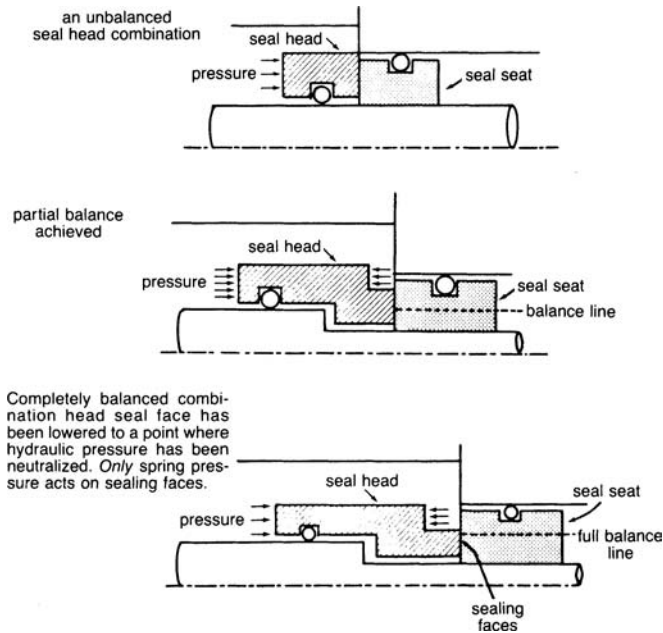 an unbalanced
seal head combination
seal head
pressure
seal seat
partial balance
achieved
seal head
pressure
seal seat
balance line
Completely balanced combi-
nation head seal face has
been lowered to a point where
hydraulic pressure has been
neutralized. Only spring pres-
sure acts on sealing faces.
seal head
pressure
seal seat
full balance
line
sealing
faces